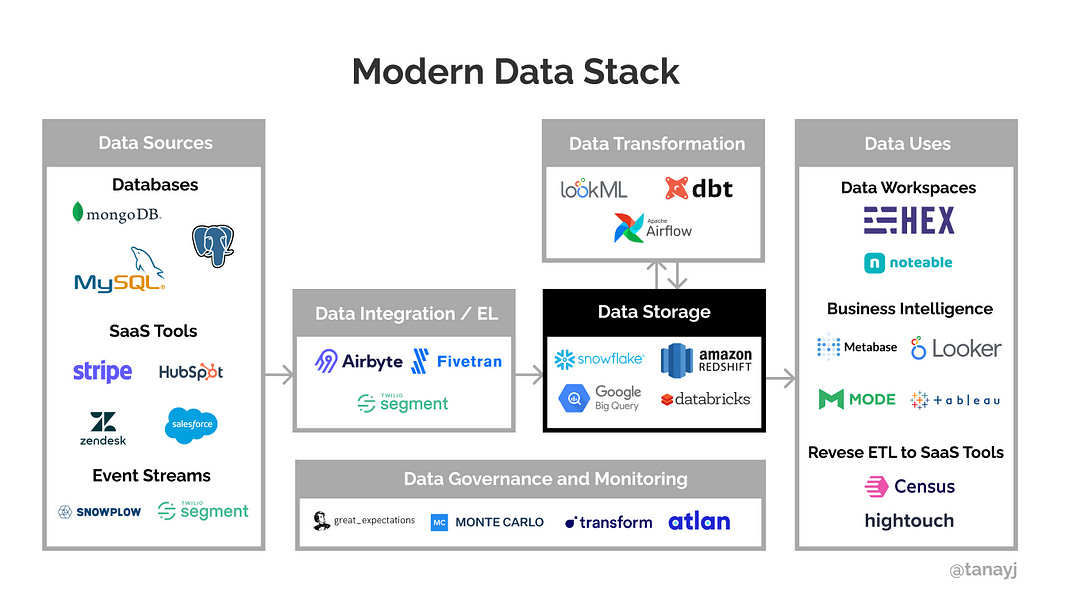 Modern Data Stack
Data Sources
Databases
mongoDB.
MySQL®
SaaS Tools
stripe
HubSpot
zendesk
salesforce
Event Streams
SNOWPLOW
TWILIO
segment
Data Integration / EL
Airbyte
Fivetran
TWILIO
segment
Data Transformation
lookML
dbt
Apache
Airflow
Data Storage
snowflake
amazon
REDSHIFT
Google
Big Query
databricks
Data Governance and Monitoring
great_expectations
MC MONTE CARLO
transform
atlan
Data Uses
Data Workspaces
HEX
n noteable
Business Intelligence
Metabase
Looker
MODE
+ableau
Revese ETL to SaaS Tools
Census
hightouch
@tanayj